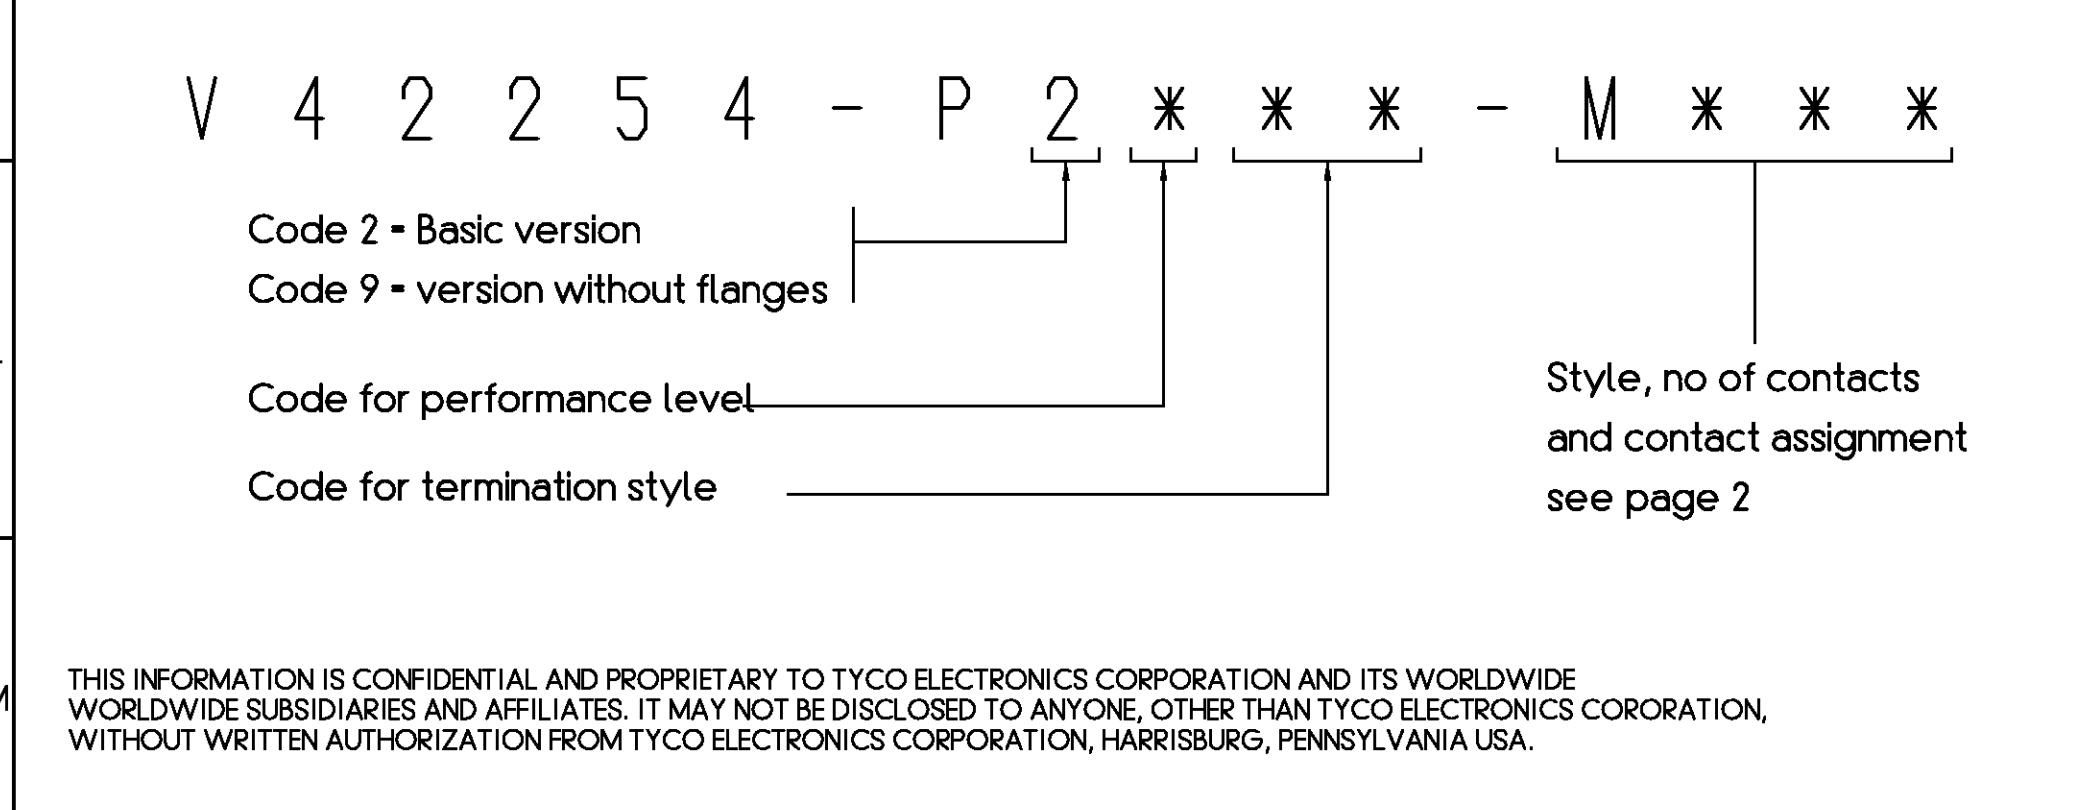 V 4 2 2 5 4 - P 2 * * * - M * * *
Code 2 = Basic version
Code 9 = version without flanges
Code for performance level
Code for termination style
Style, no of contacts
and contact assignment
see page 2
THIS INFORMATION IS CONFIDENTIAL AND PROPRIETARY TO TYCO ELECTRONICS CORPORATION AND ITS WORLDWIDE
WORLDWIDE SUBSIDIARIES AND AFFILIATES. IT MAY NOT BE DISCLOSED TO ANYONE, OTHER THAN TYCO ELECTRONICS CORORATION,
WITHOUT WRITTEN AUTHORIZATION FROM TYCO ELECTRONICS CORPORATION, HARRISBURG, PENNSYLVANIA USA.